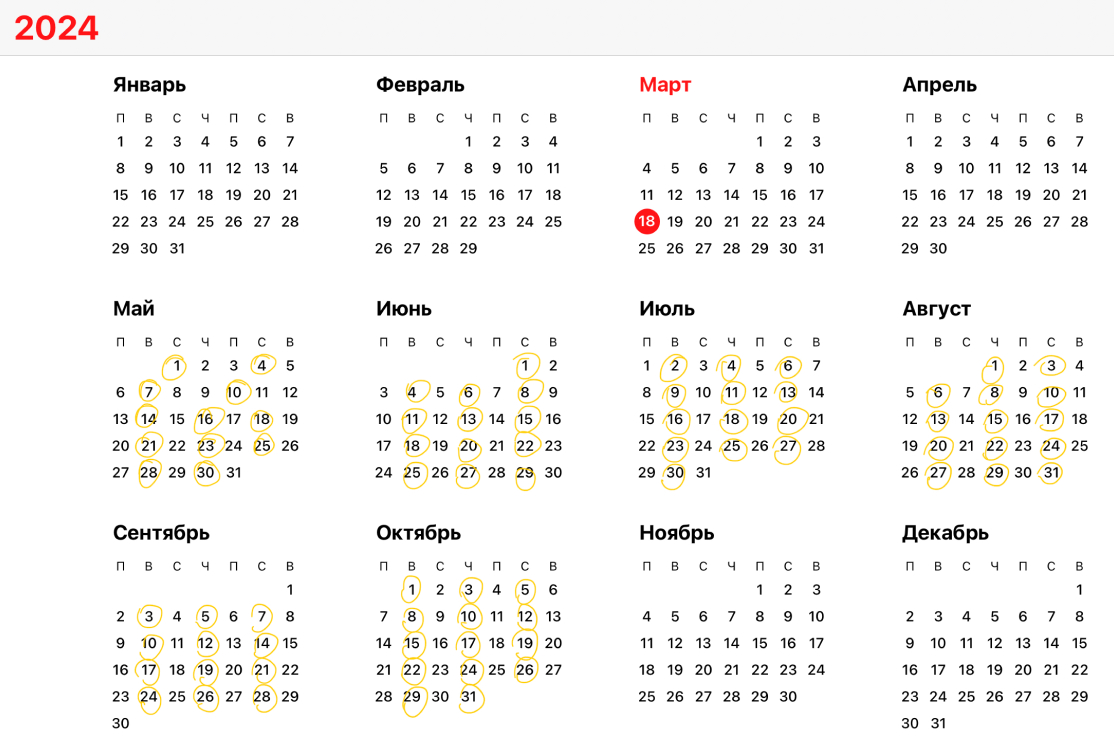 2024
Январь Февраль Март Апрель
П В С Ч П С В П В С Ч П С В П В С Ч П С В П В С Ч П С В
1 2 3 4 5 6 7 1 2 3 4 1 2 3 1 2 3 4 5 6 7
8 9 10 11 12 13 14 5 6 7 8 9 10 11 4 5 6 7 8 9 10 8 9 10 11 12 13 14
15 16 17 18 19 20 21 12 13 14 15 16 17 18 11 12 13 14 15 16 17 15 16 17 18 19 20 21
22 23 24 25 26 27 28 19 20 21 22 23 24 25 18 19 20 21 22 23 24 22 23 24 25 26 27 28
29 30 31 26 27 28 29 25 26 27 28 29 30 31 29 30
Май Июнь Июль Август
П В С Ч П С В П В С Ч П С В П В С Ч П С В П В С Ч П С В
1 2 3 4 5 1 2 1 2 3 4 5 6 7 1 2 3 4
6 7 8 9 10 11 12 3 4 5 6 7 8 9 8 9 10 11 12 13 14 5 6 7 8 9 10 11
13 14 15 16 17 18 19 10 11 12 13 14 15 16 15 16 17 18 19 20 21 12 13 14 15 16 17 18
20 21 22 23 24 25 26 17 18 19 20 21 22 23 22 23 24 25 26 27 28 19 20 21 22 23 24 25
27 28 29 30 31 24 25 26 27 28 29 30 29 30 31 26 27 28 29 30 31
Сентябрь Октябрь Ноябрь Декабрь
П В С Ч П С В П В С Ч П С В П В С Ч П С В П В С Ч П С В
1 1 2 3 4 5 6 1 2 3 1
2 3 4 5 6 7 8 7 8 9 10 11 12 13 4 5 6 7 8 9 10 2 3 4 5 6 7 8
9 10 11 12 13 14 15 14 15 16 17 18 19 20 11 12 13 14 15 16 17 9 10 11 12 13 14 15
16 17 18 19 20 21 22 21 22 23 24 25 26 27 18 19 20 21 22 23 24 16 17 18 19 20 21 22
23 24 25 26 27 28 29 28 29 30 31 25 26 27 28 29 30 23 24 25 26 27 28 29
30 30 31